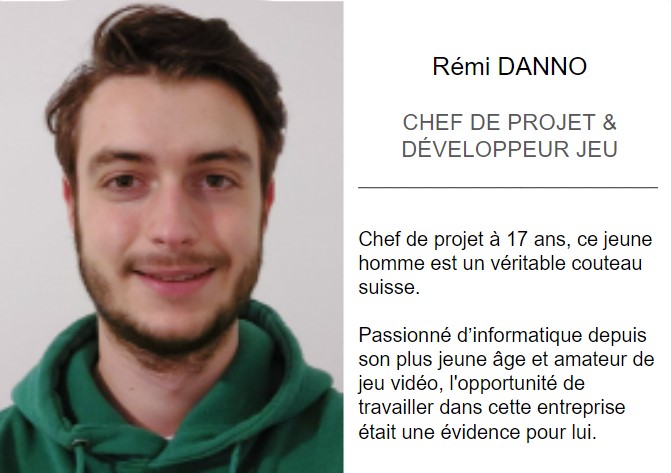 Rémi DANNO
CHEF DE PROJET &
DÉVELOPPEUR JEU
Chef de projet à 17 ans, ce jeune
homme est un véritable couteau
suisse.
Passionné d’informatique depuis
son plus jeune âge et amateur de
jeu vidéo, l'opportunité de
travailler dans cette entreprise
était une évidence pour lui.